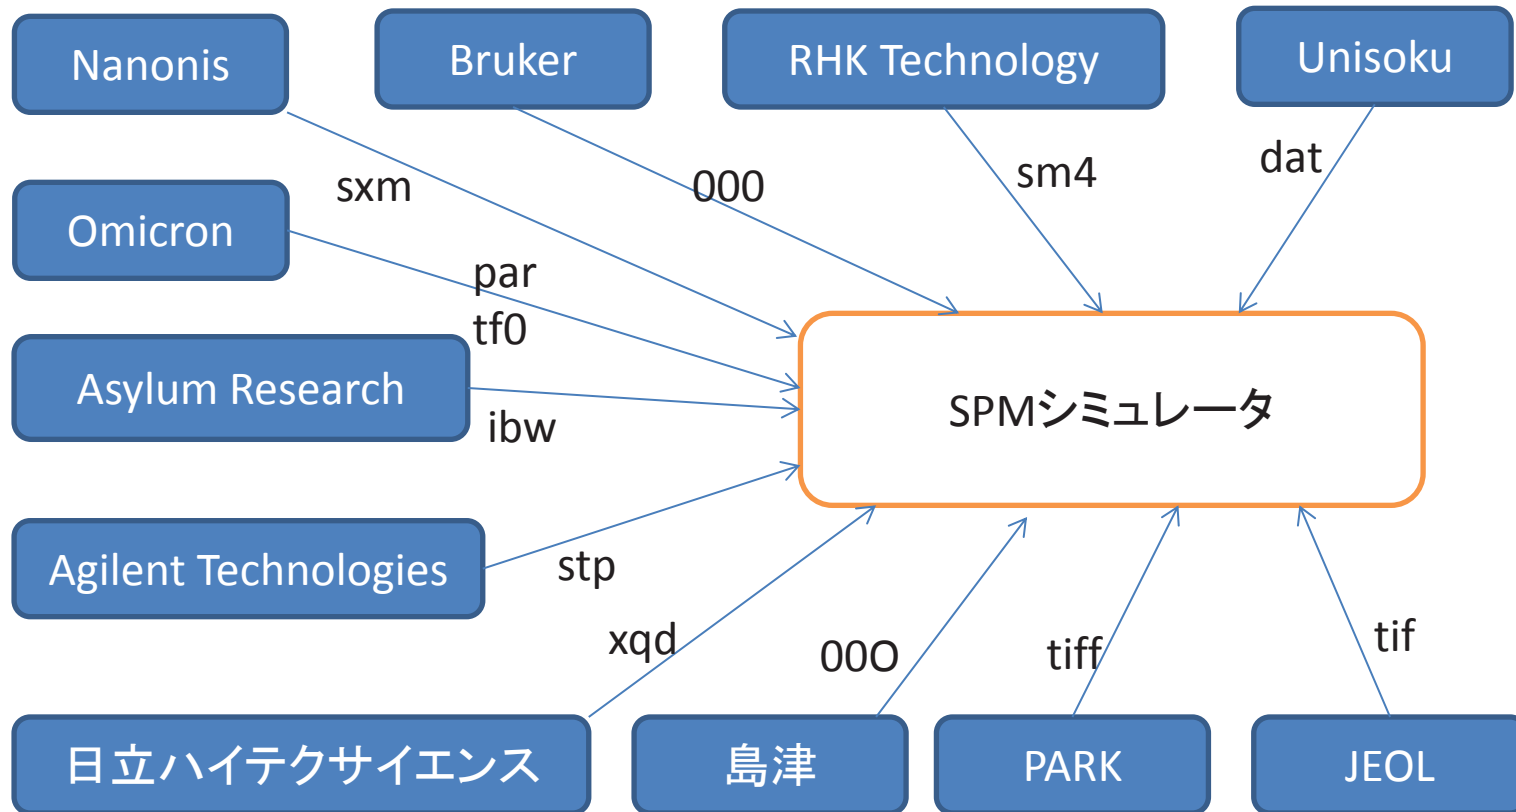 Nanonis
Bruker
RHK Technology
Unisoku
sxm
000
sm4
dat
Omicron
par
tf0
Asylum Research
ibw
SPMシミュレータ
Agilent Technologies
stp
xqd
00O
tiff
tif
日立ハイテクサイエンス
島津
PARK
JEOL